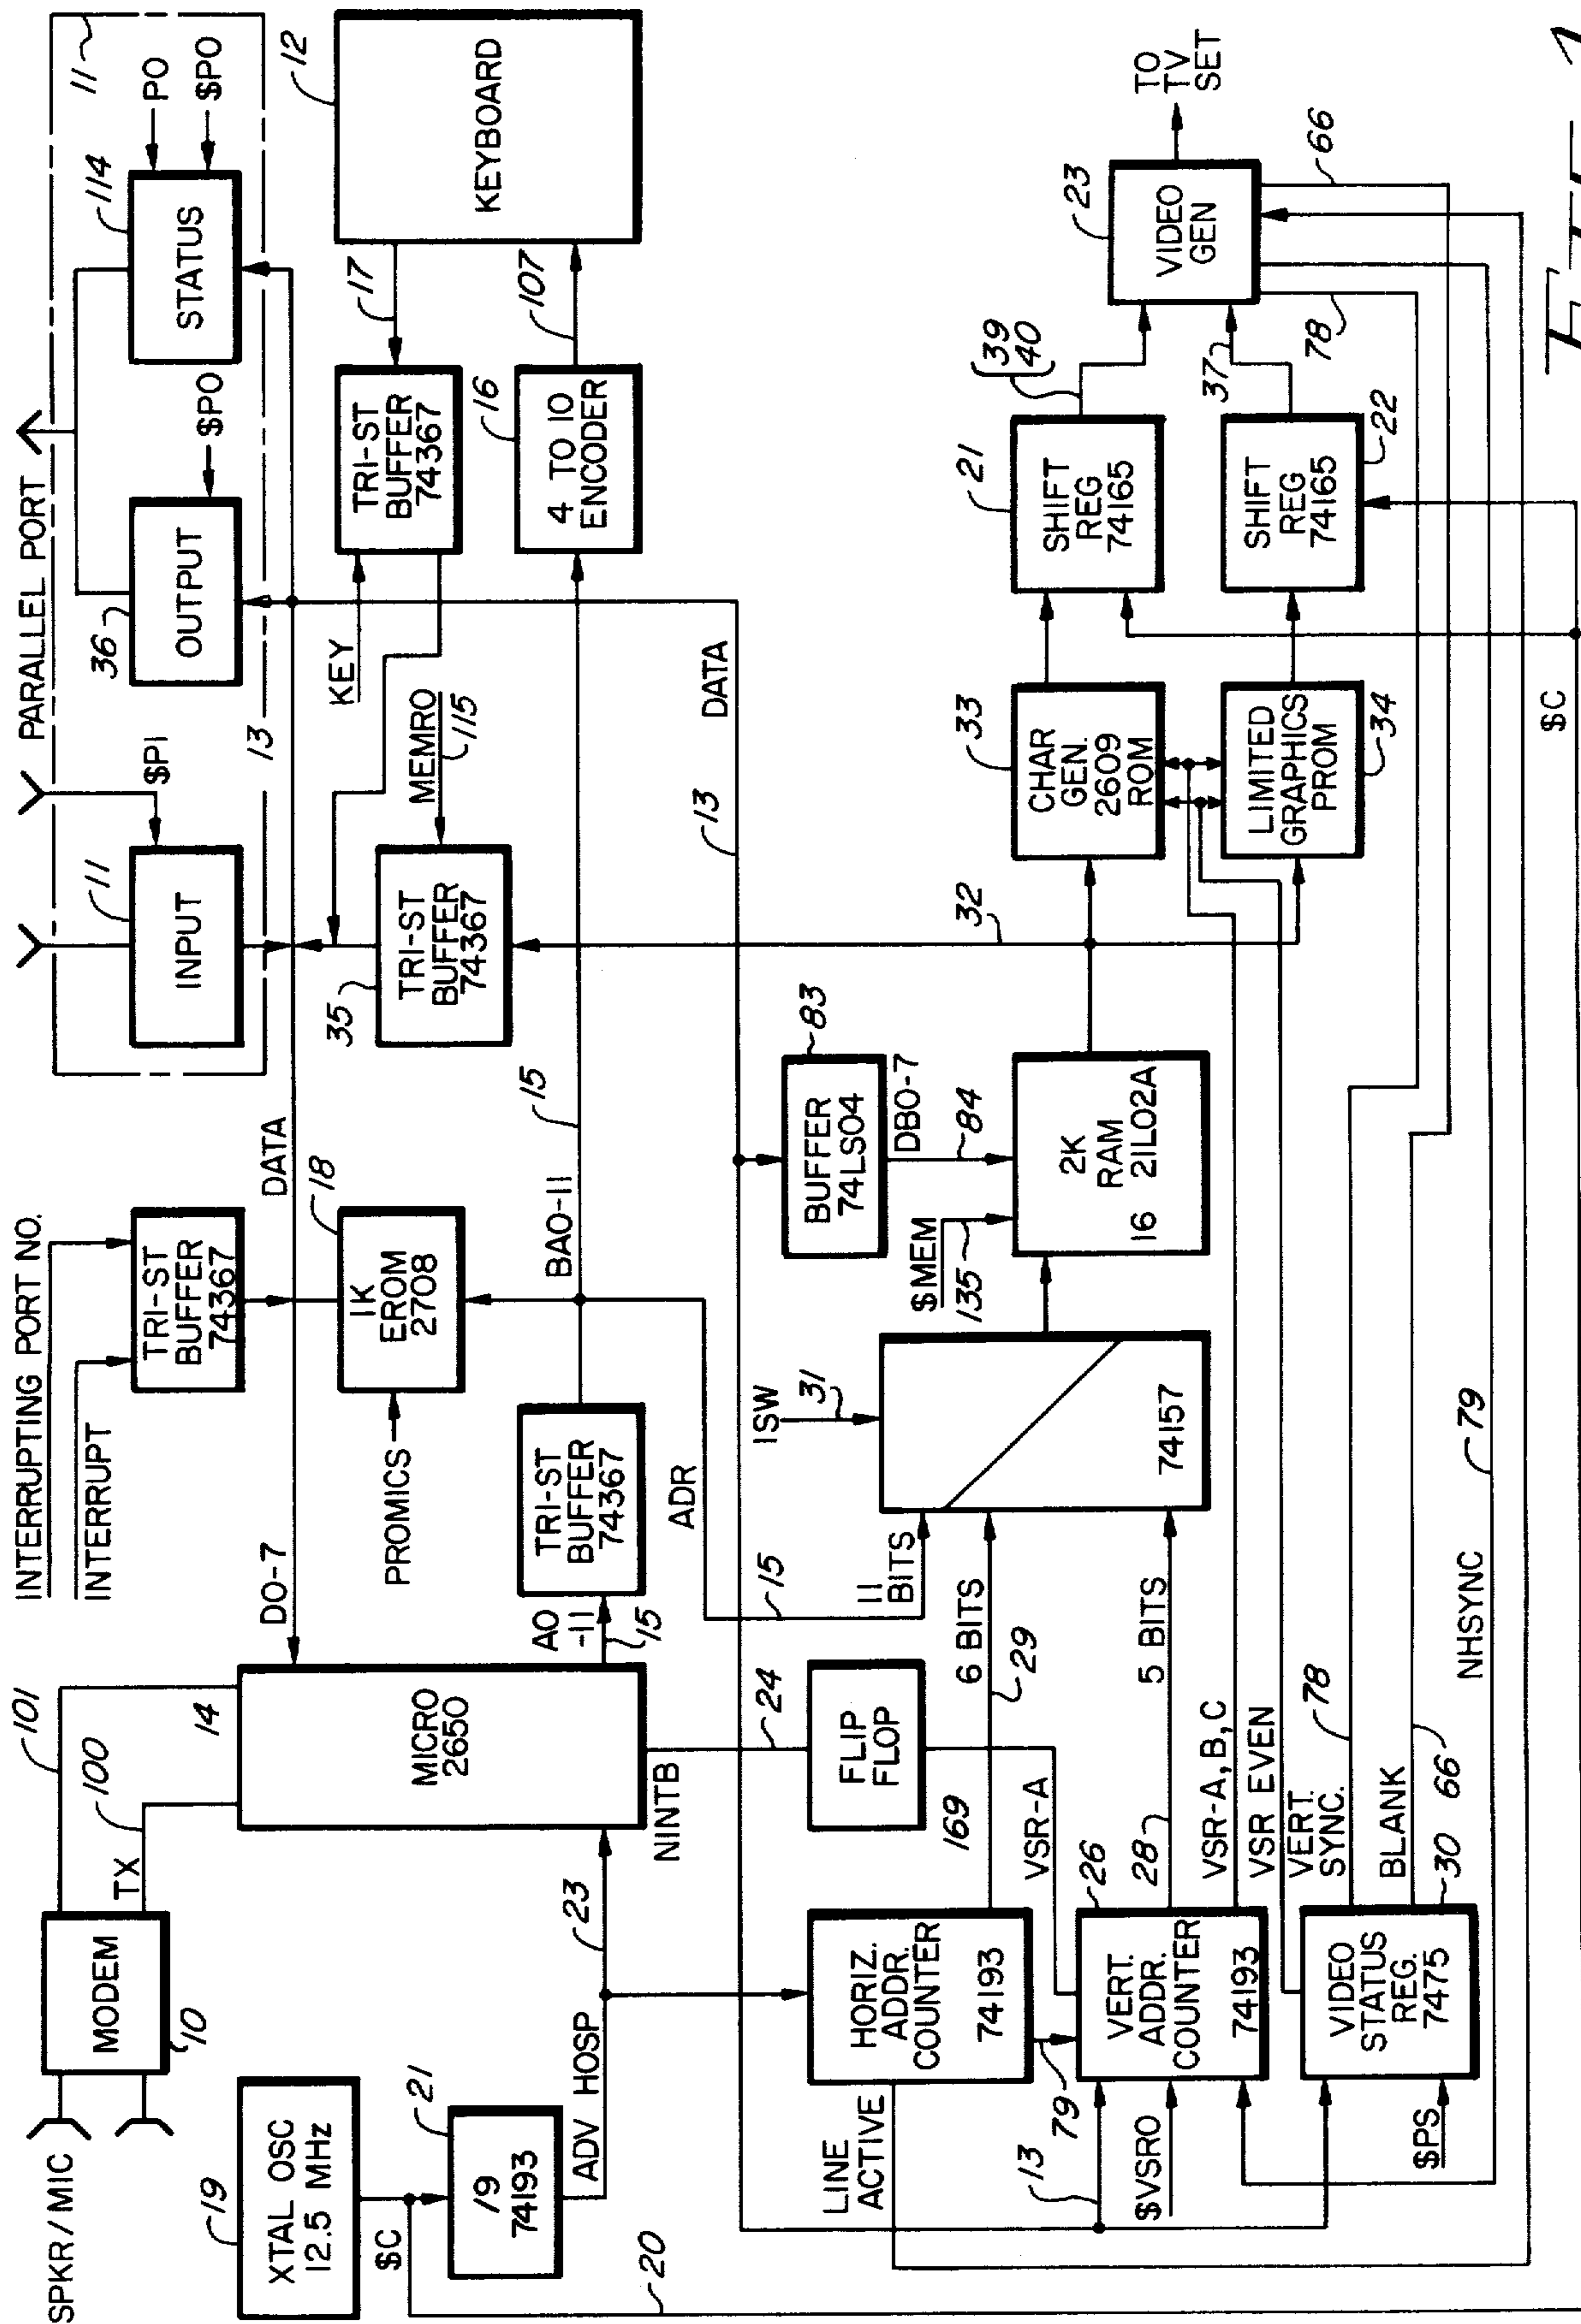 SPKR/MIC
MODEM
10
TX
100
101
INTERRUPTING PORT NO.
INTERRUPT
TRI-ST
BUFFER
74367
PARALLEL PORT
11
INPUT
11
$PI
36
OUTPUT
$PO
114
STATUS
PO
$PO
13
19
XTAL OSC
12.5 MHz
$C
21
/9
74193
ADV HOSP
23
14
MICRO
2650
NINTB
DO-7
DATA
PROMICS
1K
EROM
2708
18
AO
-11
15
TRI-ST
BUFFER
74367
BAO-11
15
ADR
35
TRI-ST
BUFFER
74367
MEMRO
115
KEY
TRI-ST
BUFFER
74367
17
4 TO 10
ENCODER
16
107
KEYBOARD
12
24
FLIP
FLOP
169
VSR-A
15
11
BITS
6 BITS
29
5 BITS
28
ISW
31
74157
13
DATA
BUFFER
74LS04
83
DBO-7
84
$MEM
135
2K
RAM
16 21L02A
32
CHAR
GEN.
2609
ROM
33
LIMITED
GRAPHICS
PROM
34
SHIFT
REG
74165
21
SHIFT
REG
74165
22
39
40
37
VIDEO
GEN
23
TO
TV
SET
78
66
20
LINE
ACTIVE
HORIZ.
ADDR.
COUNTER
74193
79
13
$VSRO
VERT.
ADDR.
COUNTER
74193
26
VSR-A,B,C
VSR EVEN
VERT.
SYNC.
78
BLANK
66
$PS
VIDEO
STATUS
REG.
7475
30
NHSYNC
79
$C